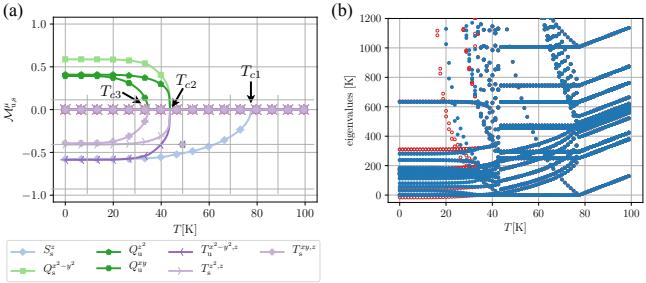 (a)
1.0
0.5
0.0
−0.5
−1.0
T_{c3}
T_{c2}
T_{c1}
0 20 40 60 80 100
T[K]
S_s^z
Q_s^{x^2−y^2}
Q_u^{z^2}
Q_u^{xy}
T_u^{x^2−y^2,z}
T_s^{z^2,z}
T_s^{xy,z}
(b)
eigenvalues [K]
1200
1000
800
600
400
200
0
0 20 40 60 80 100
T[K]